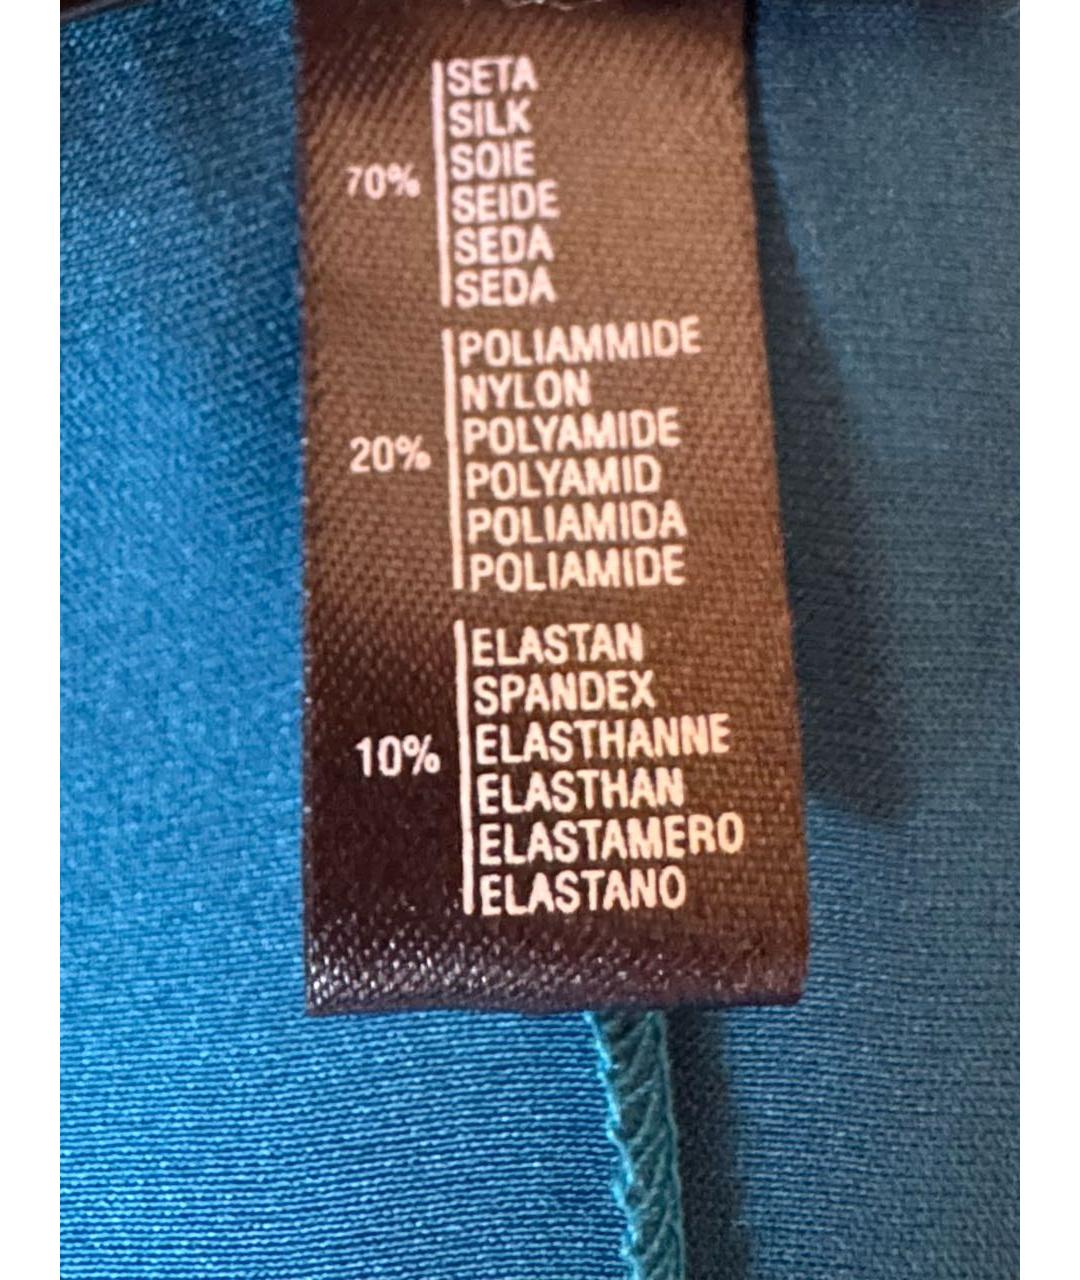 70%
SETA
SILK
SOIE
SEIDE
SEDA
SEDA
20%
POLIAMMIDE
NYLON
POLYAMIDE
POLYAMID
POLIAMIDA
POLIAMIDE
10%
ELASTAN
SPANDEX
ELASTHANNE
ELASTHAN
ELASTAMERO
ELASTANO